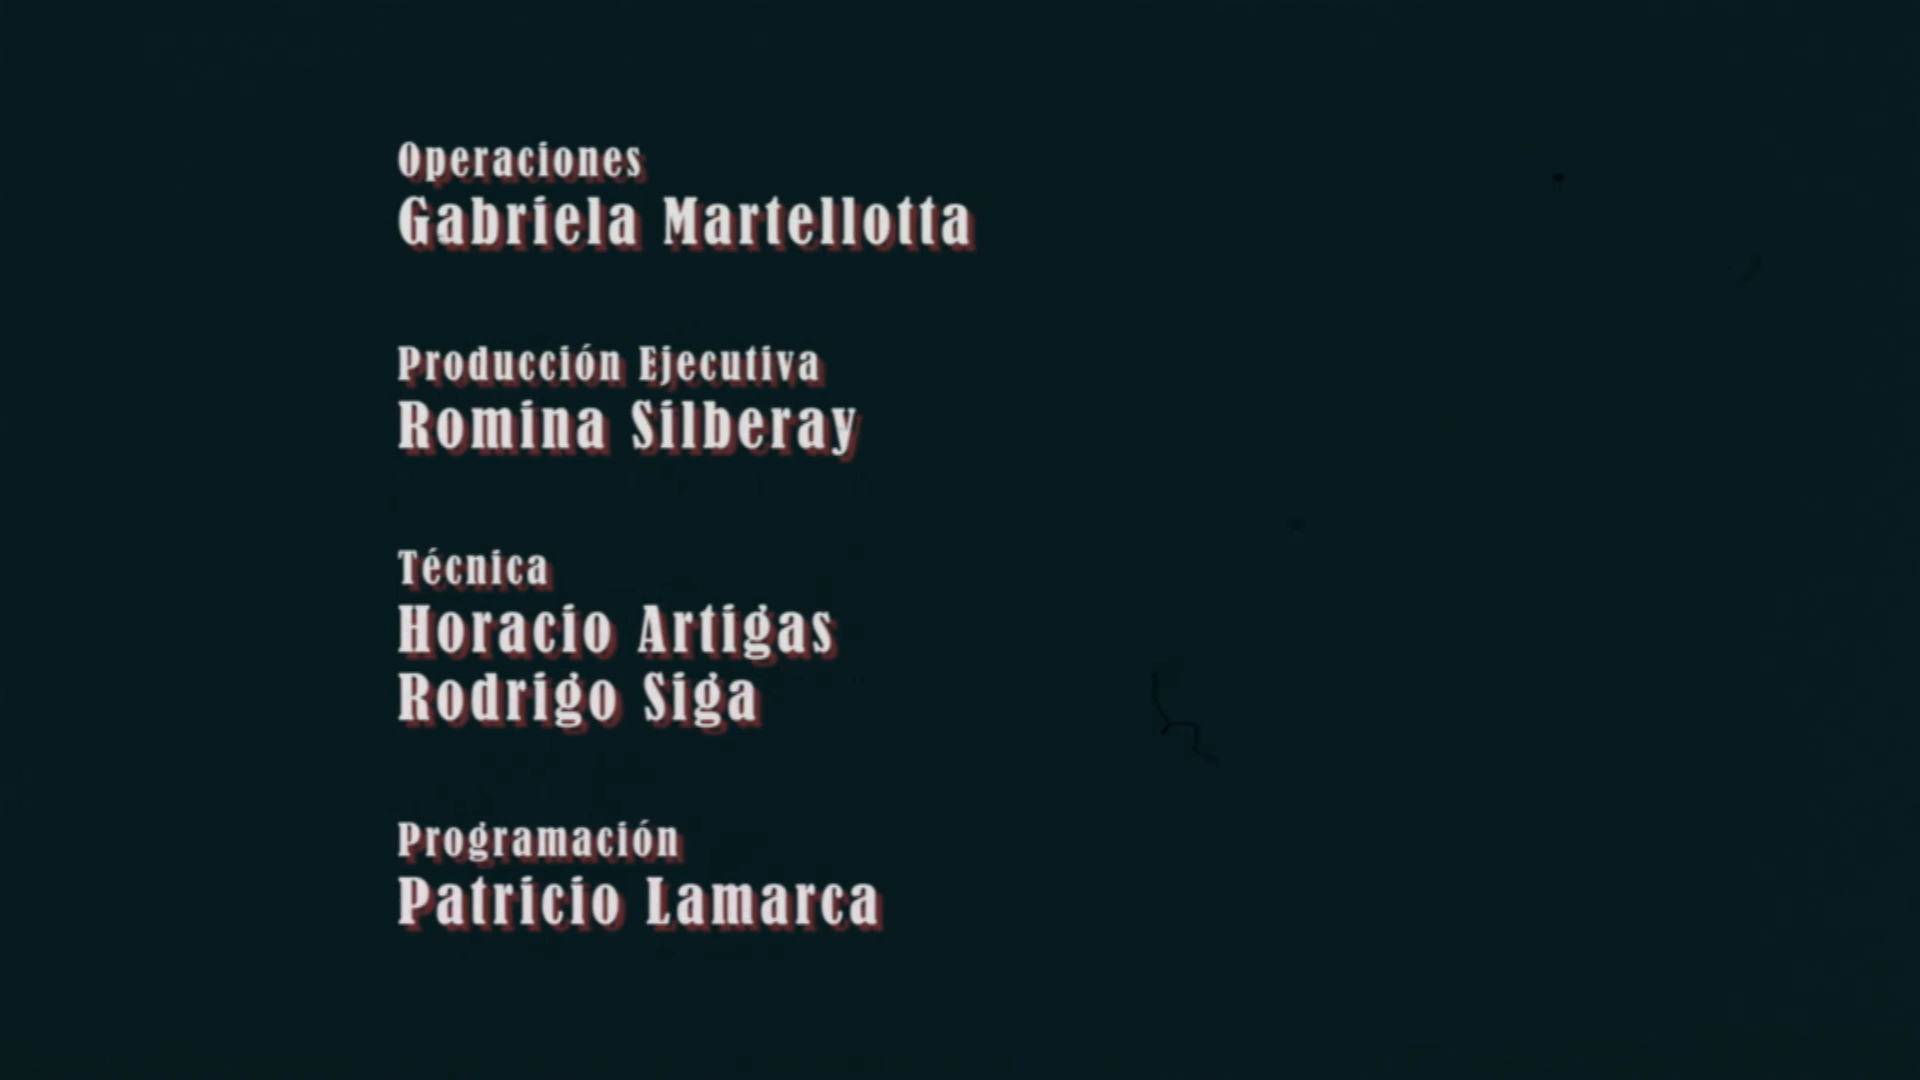 Operaciones
Gabriela Martellotta
Producción Ejecutiva
Romina Silberay
Técnica
Horacio Artigas
Rodrigo Siga
Programación
Patricio Lamarca